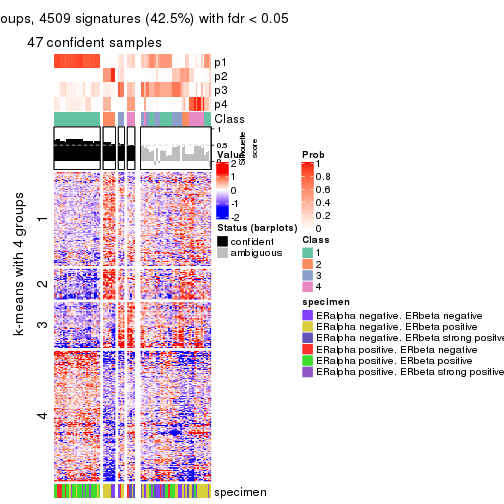 oups, 4509 signatures (42.5%) with fdr < 0.05
47 confident samples
p1
p2
p3
p4
Class
1
0.5
0
Silhouette
score
Value
2
1
0
-1
-2
Status (barplots)
confident
ambiguous
Prob
1
0.8
0.6
0.4
0.2
0
Class
1
2
3
4
specimen
ERalpha negative. ERbeta negative
ERalpha negative. ERbeta positive
ERalpha negative. ERbeta strong positive
ERalpha positive. ERbeta negative
ERalpha positive. ERbeta positive
ERalpha positive. ERbeta strong positive
k-means with 4 groups
1
2
3
4
specimen